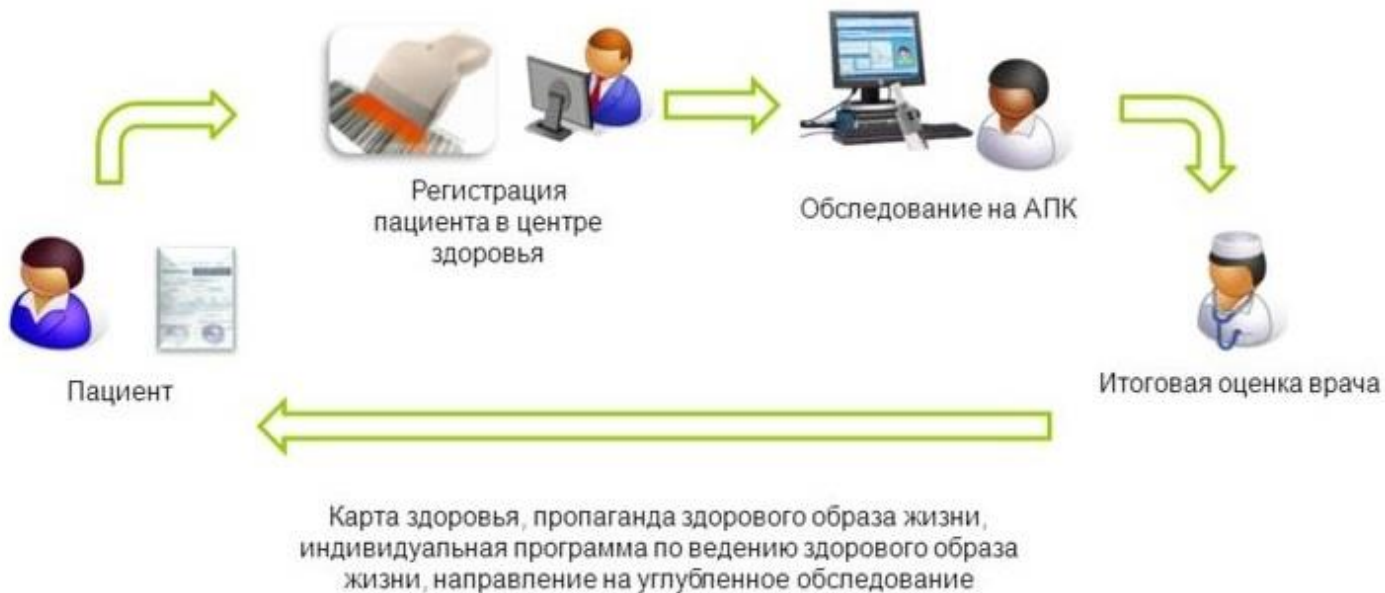 Регистрация
пациента в центре
здоровья
Обследование на АПК
Пациент
Итоговая оценка врача
Карта здоровья, пропаганда здорового образа жизни,
индивидуальная программа по ведению здорового образа
жизни, направление на углубленное обследование